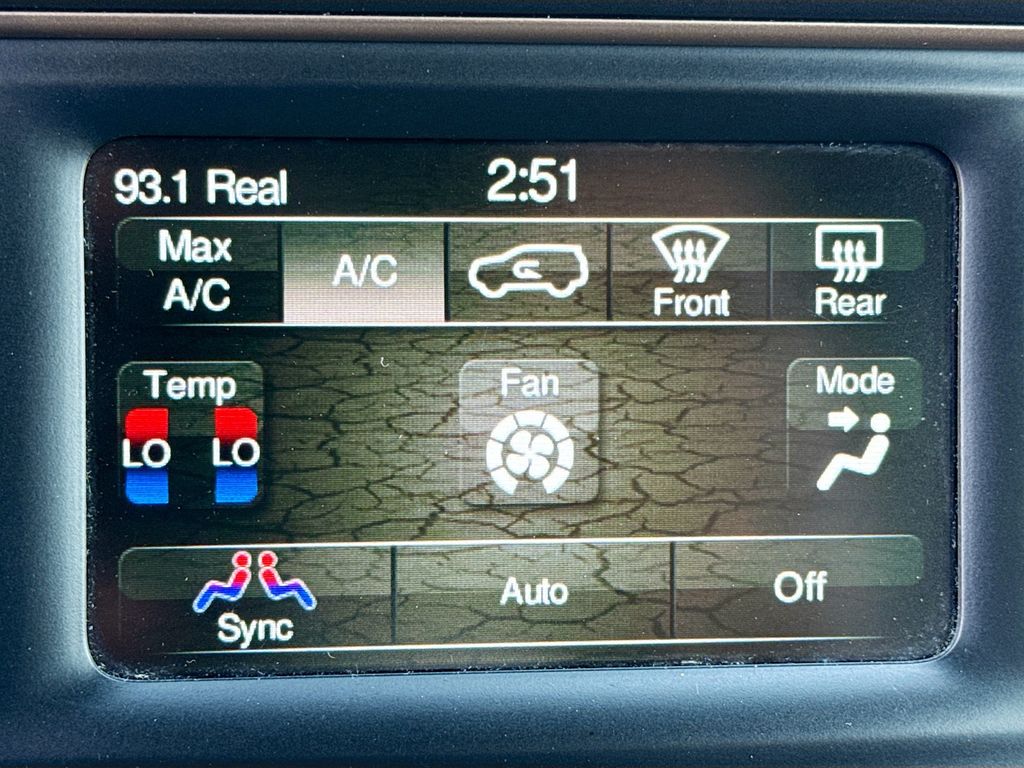 93.1 Real 2:51
Max
A/C
A/C
Front
Rear
Temp
LO LO
Fan
Mode
Sync
Auto
Off